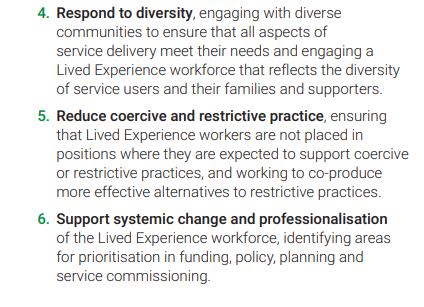 4. Respond to diversity, engaging with diverse
communities to ensure that all aspects of
service delivery meet their needs and engaging a
Lived Experience workforce that reflects the diversity
of service users and their families and supporters.
5. Reduce coercive and restrictive practice, ensuring
that Lived Experience workers are not placed in
positions where they are expected to support coercive
or restrictive practices, and working to co-produce
more effective alternatives to restrictive practices.
6. Support systemic change and professionalisation
of the Lived Experience workforce, identifying areas
for prioritisation in funding, policy, planning and
service commissioning.